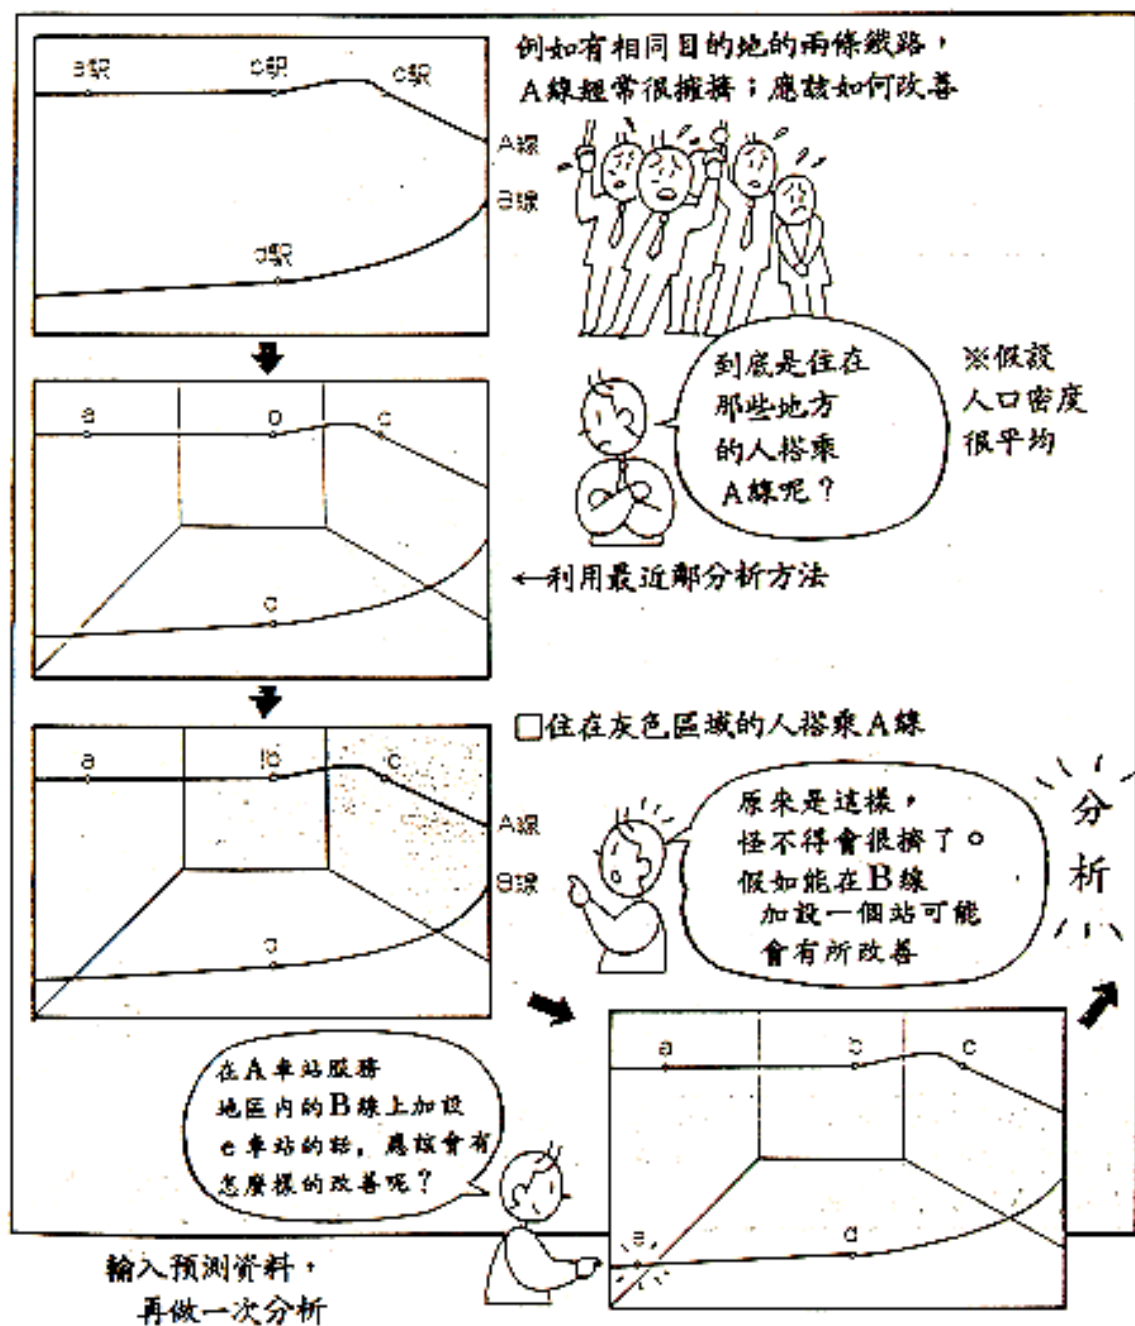 例如有相同目的地的兩條鐵路,
A線經常很擁擠;應該如何改善
a駅
b駅
c駅
A線
B線
d駅
到底是住在
那些地方
的人搭乘
A線呢?
※假設
人口密度
很平均
a
b
c
d
←利用最近鄰分析方法
□住在灰色區域的人搭乘A線
a
b
c
A線
B線
d
原來是這樣,
怪不得會很擠了。
假如能在B線
加設一個站可能
會有所改善
分
析
在A車站服務
地區內的B線上加設
e車站的話,應該會有
怎麼樣的改善呢?
a
b
c
e
d
輸入預測資料,
再做一次分析